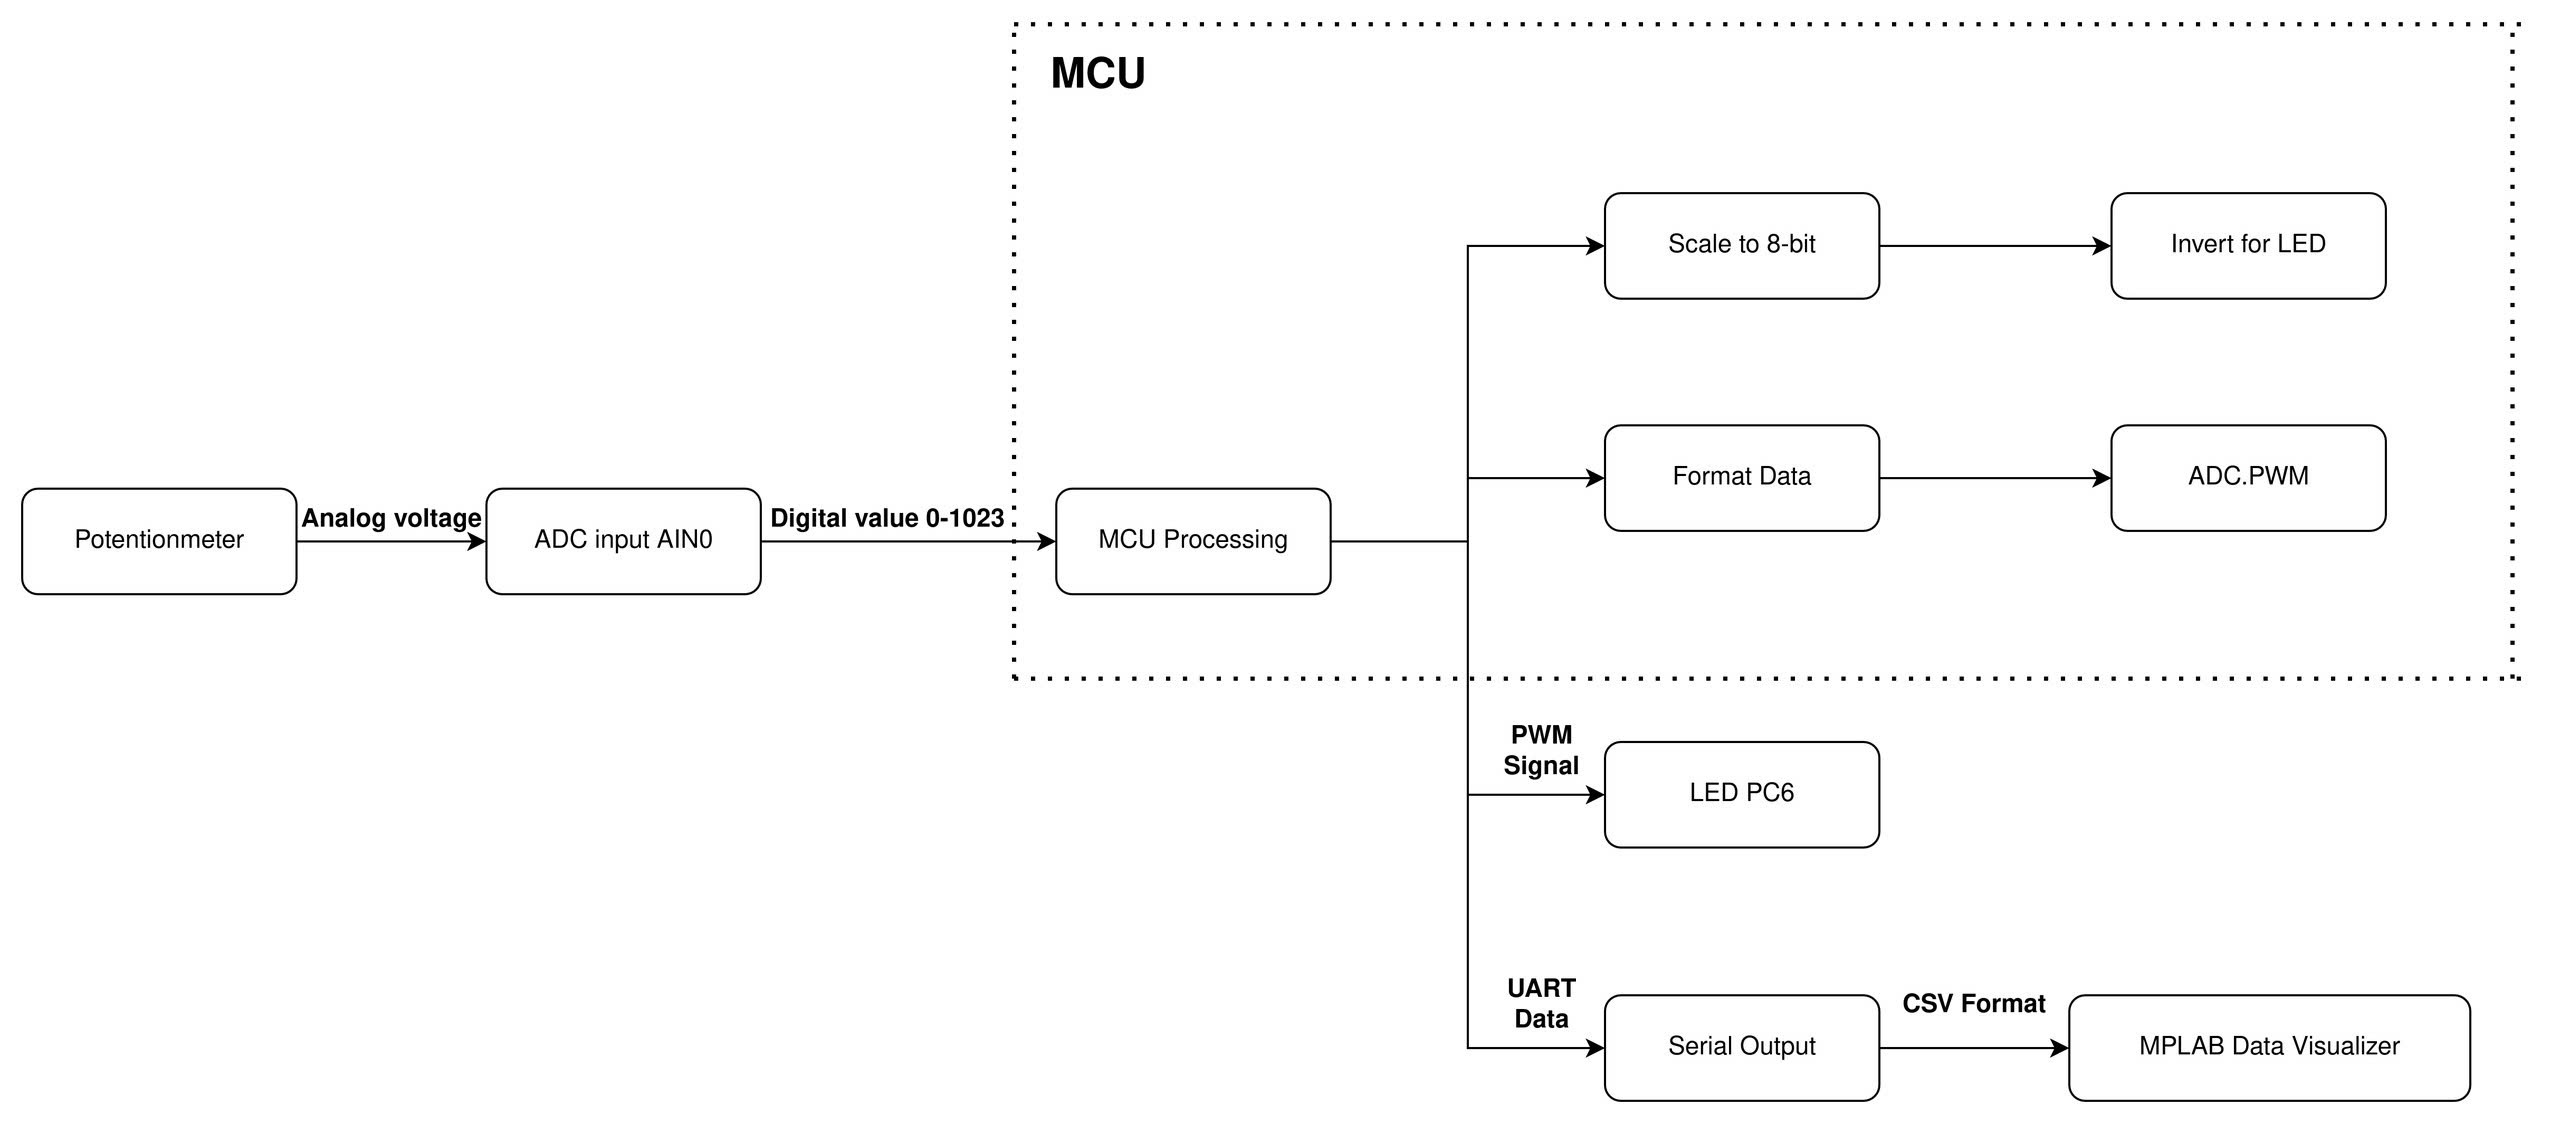 MCU
Scale to 8-bit
Invert for LED
Format Data
ADC.PWM
Potentionmeter
Analog voltage
ADC input AIN0
Digital value 0-1023
MCU Processing
PWM
Signal
LED PC6
UART
Data
Serial Output
CSV Format
MPLAB Data Visualizer